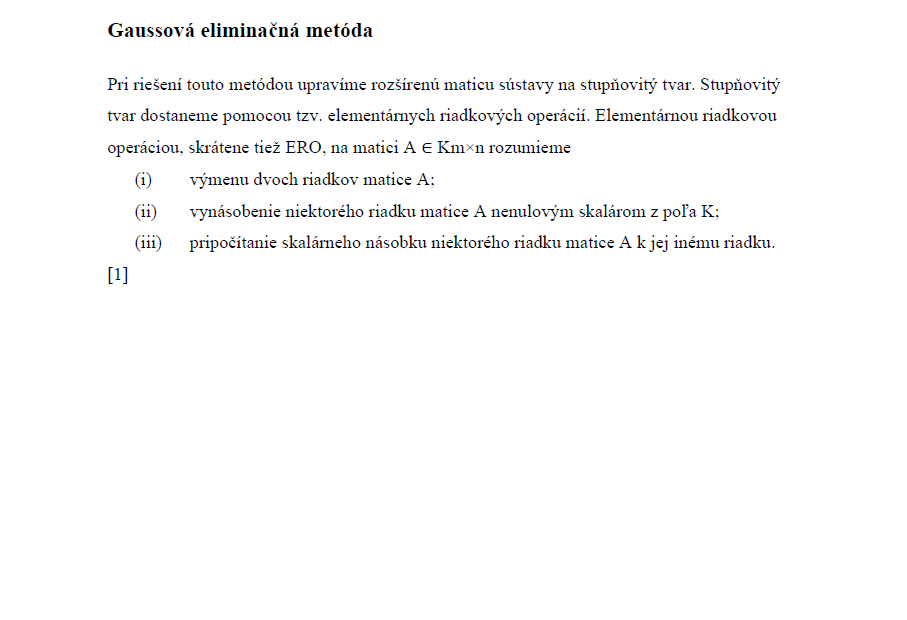 Gaussová eliminačná metóda
Pri riešení touto metódou upravíme rozšírenú maticu sústavy na stupňovitý tvar. Stupňovitý
tvar dostaneme pomocou tzv. elementárnych riadkových operácií. Elementárnou riadkovou
operáciou, skrátene tiež ERO, na matici A ∈ Km×n rozumieme
(i) výmenu dvoch riadkov matice A;
(ii) vynásobenie niektorého riadku matice A nenulovým skalárom z poľa K;
(iii) pripočítanie skalárneho násobku niektorého riadku matice A k jej inému riadku.
[1]